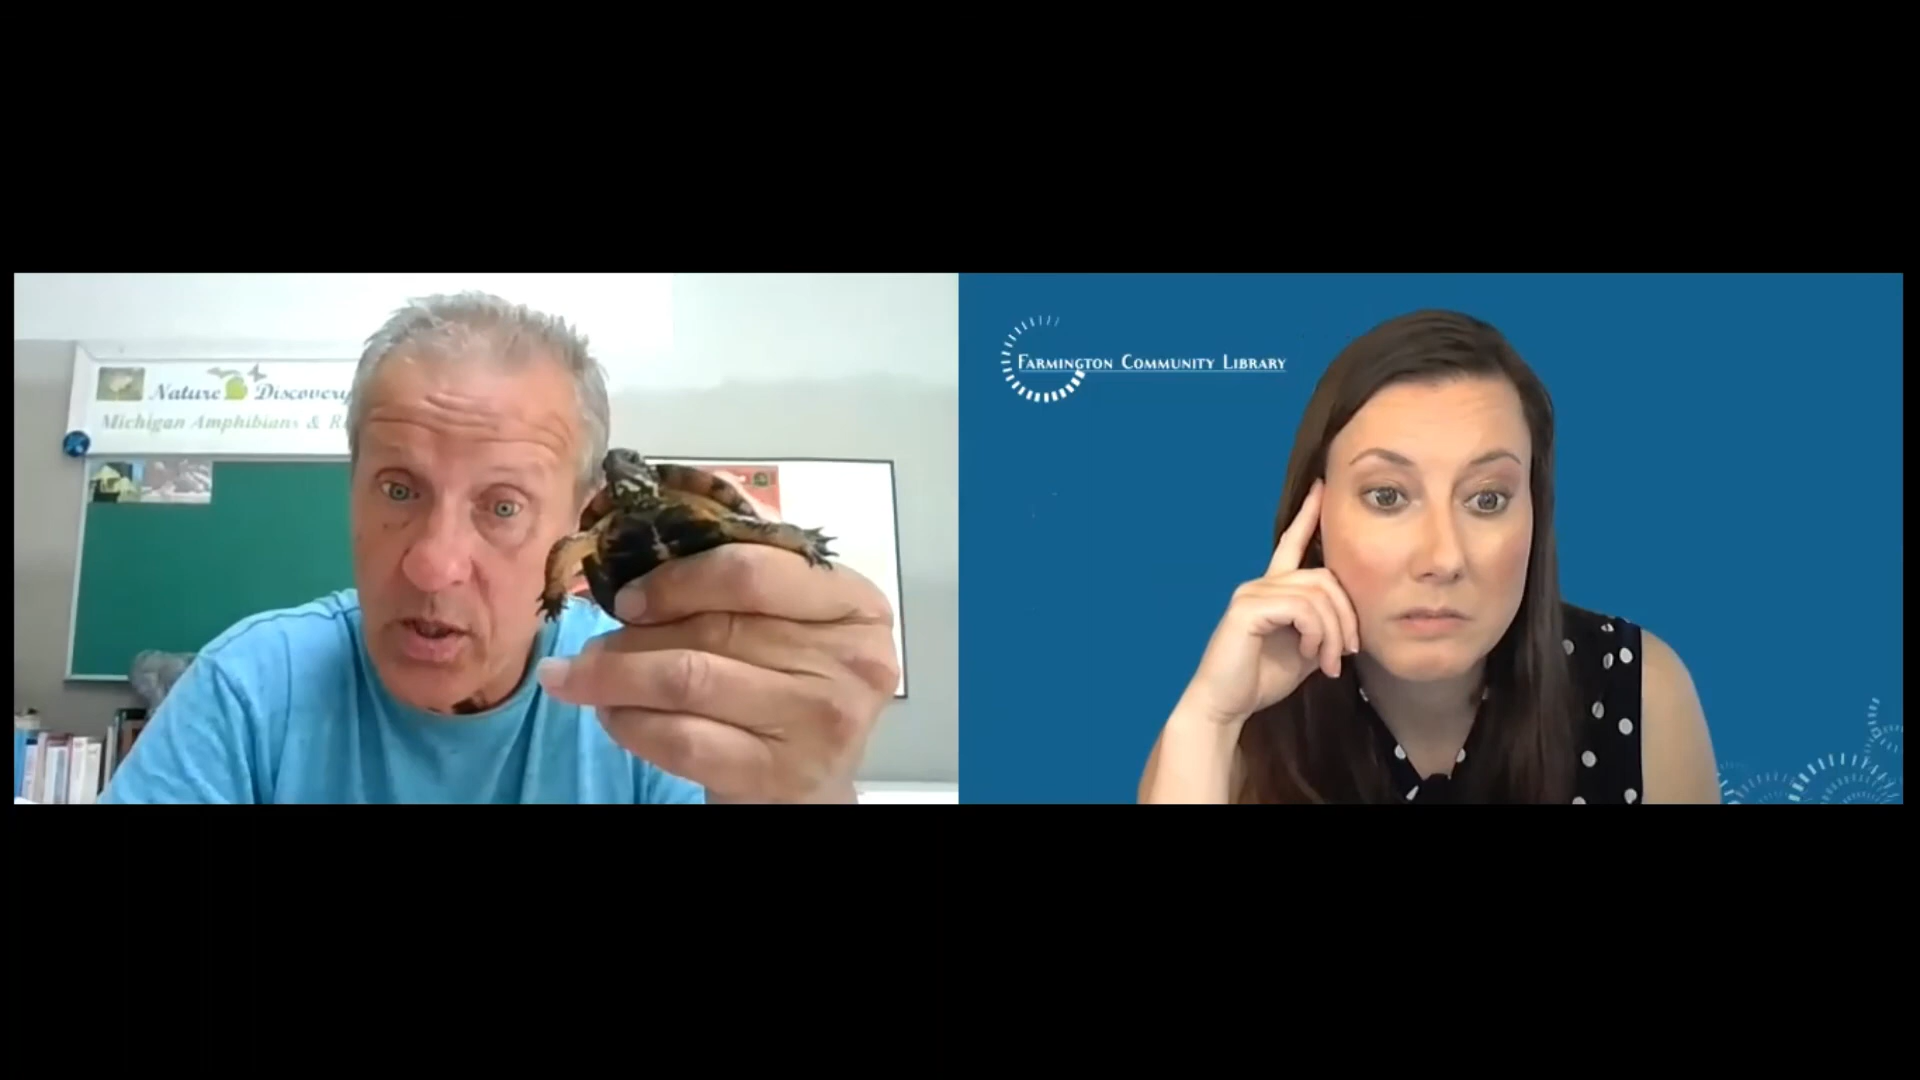 Nature Discovery
Michigan Amphibians &
Farmington Community Library